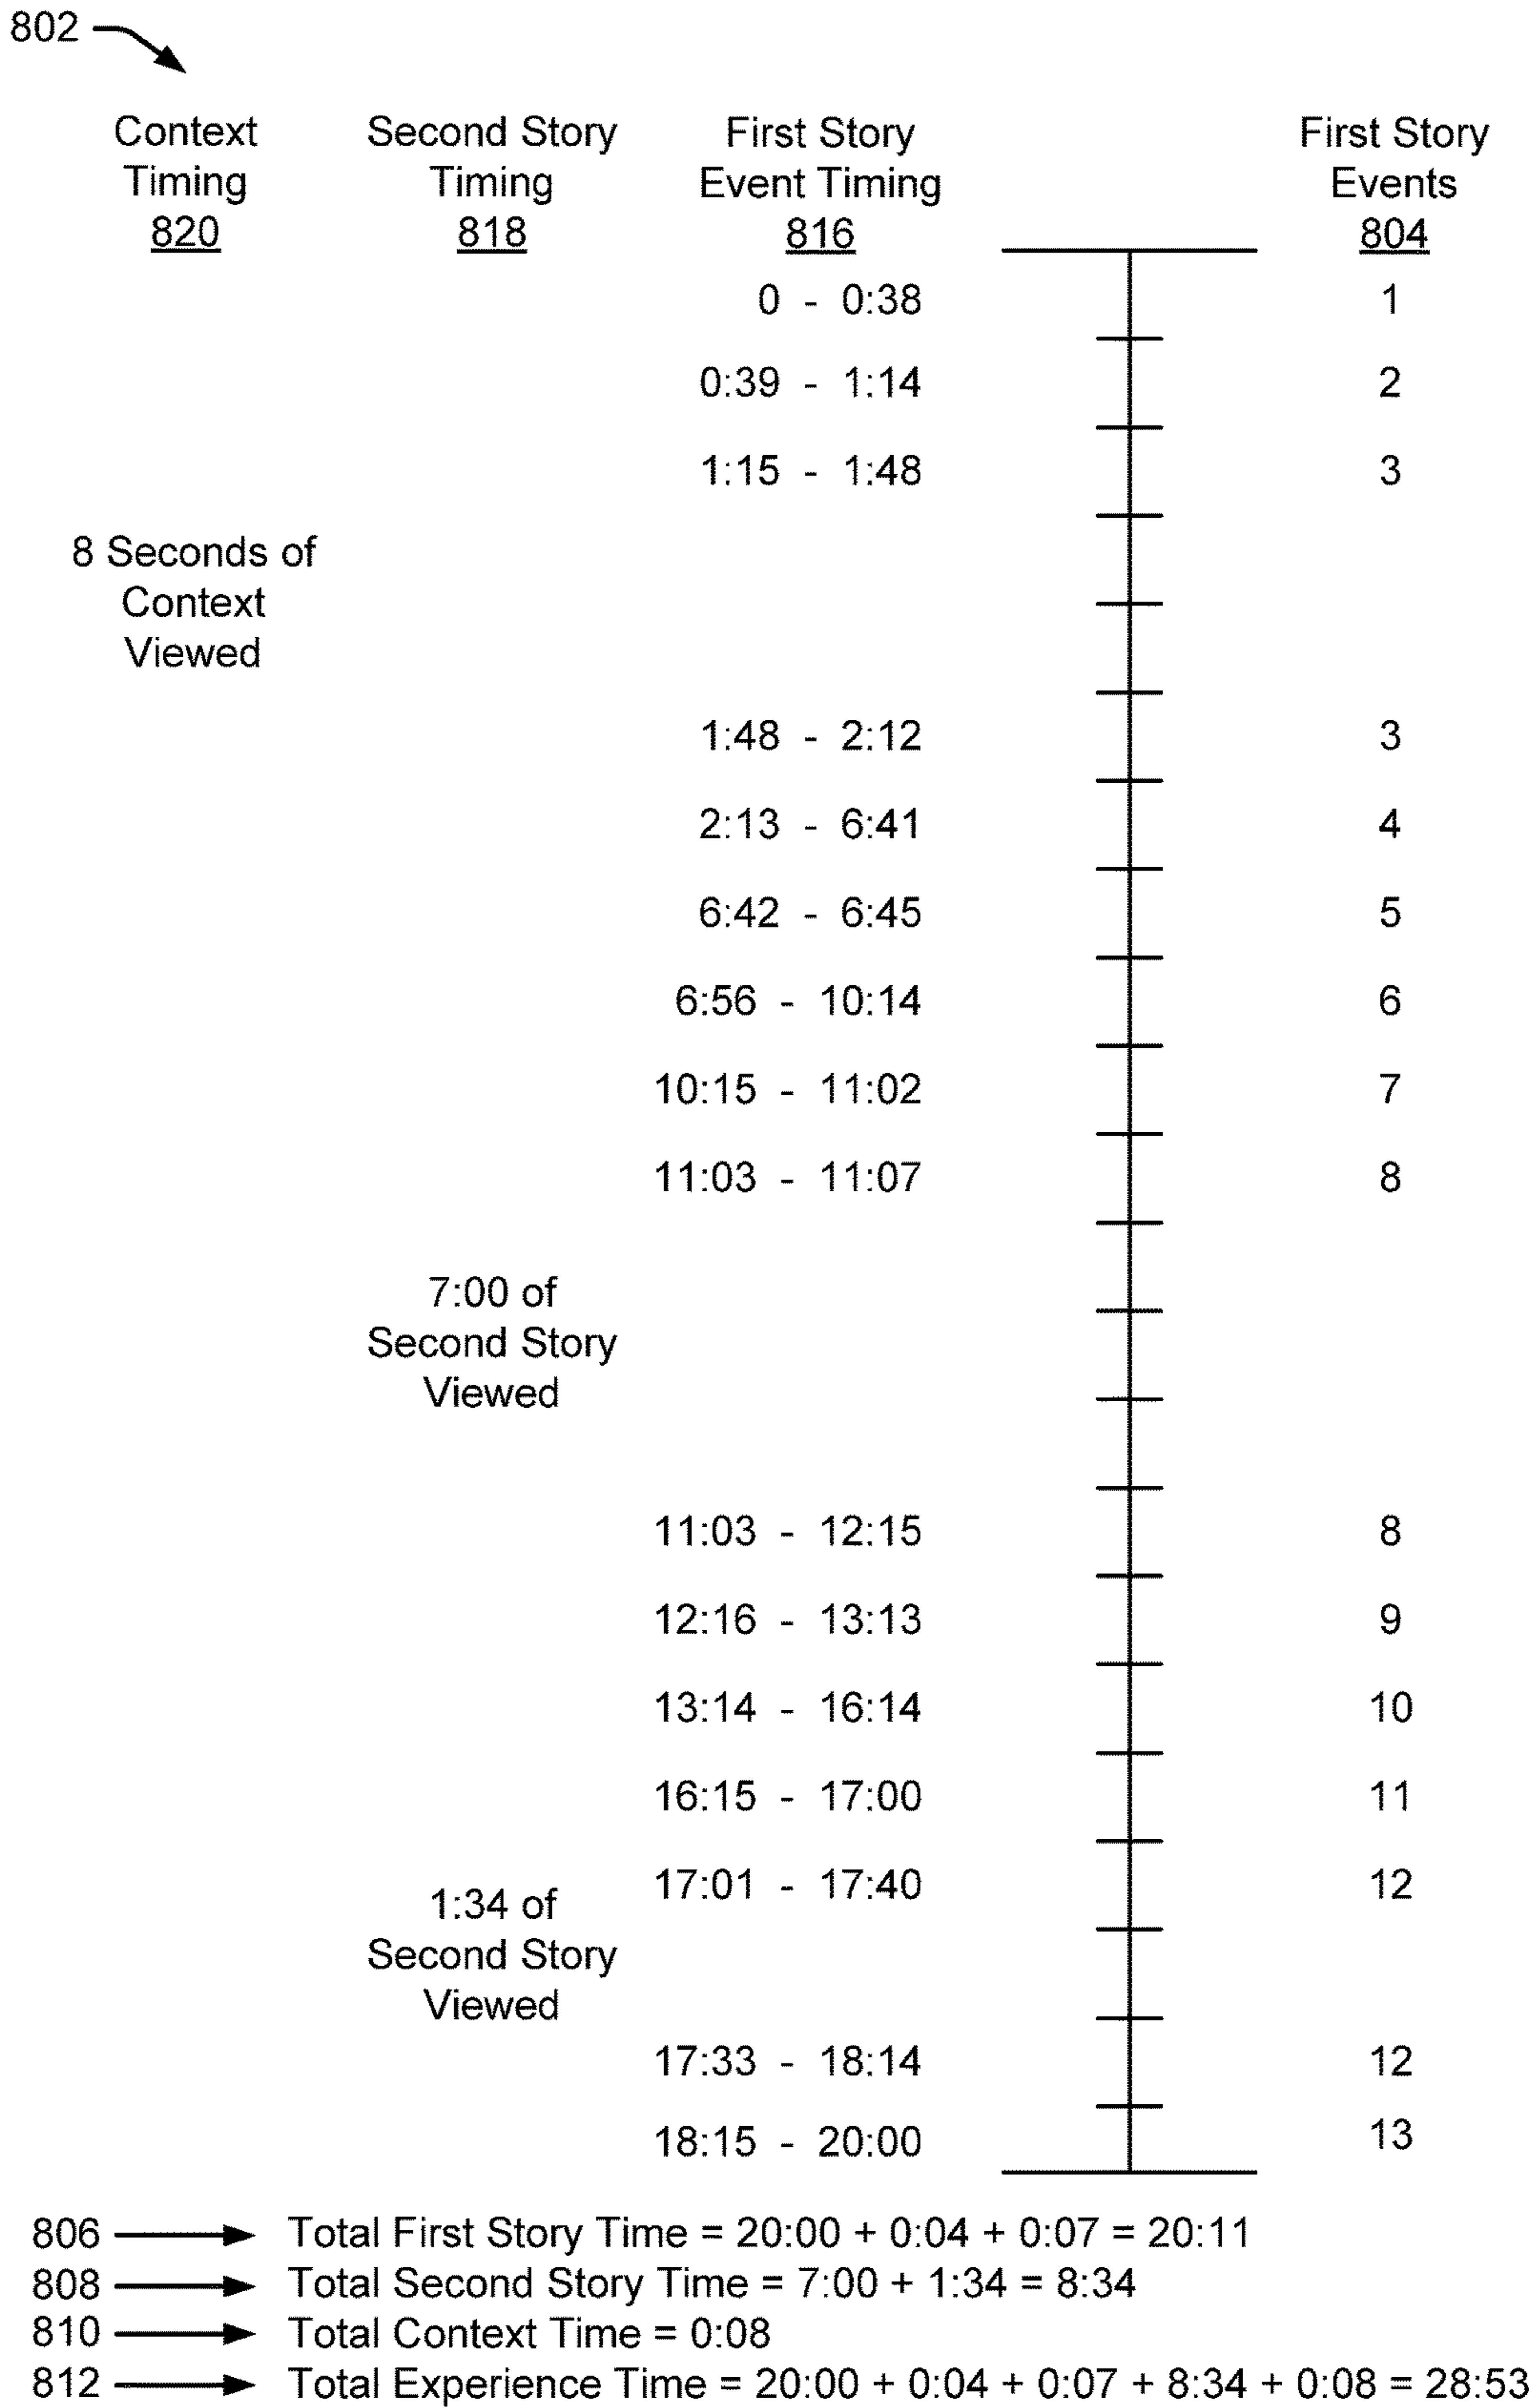 802
Context
Timing
820
Second Story
Timing
818
First Story
Event Timing
816
First Story
Events
804
0 - 0:38 1
0:39 - 1:14 2
1:15 - 1:48 3
8 Seconds of
Context
Viewed
1:48 - 2:12 3
2:13 - 6:41 4
6:42 - 6:45 5
6:56 - 10:14 6
10:15 - 11:02 7
11:03 - 11:07 8
7:00 of
Second Story
Viewed
11:03 - 12:15 8
12:16 - 13:13 9
13:14 - 16:14 10
16:15 - 17:00 11
17:01 - 17:40 12
1:34 of
Second Story
Viewed
17:33 - 18:14 12
18:15 - 20:00 13
806 Total First Story Time = 20:00 + 0:04 + 0:07 = 20:11
808 Total Second Story Time = 7:00 + 1:34 = 8:34
810 Total Context Time = 0:08
812 Total Experience Time = 20:00 + 0:04 + 0:07 + 8:34 + 0:08 = 28:53